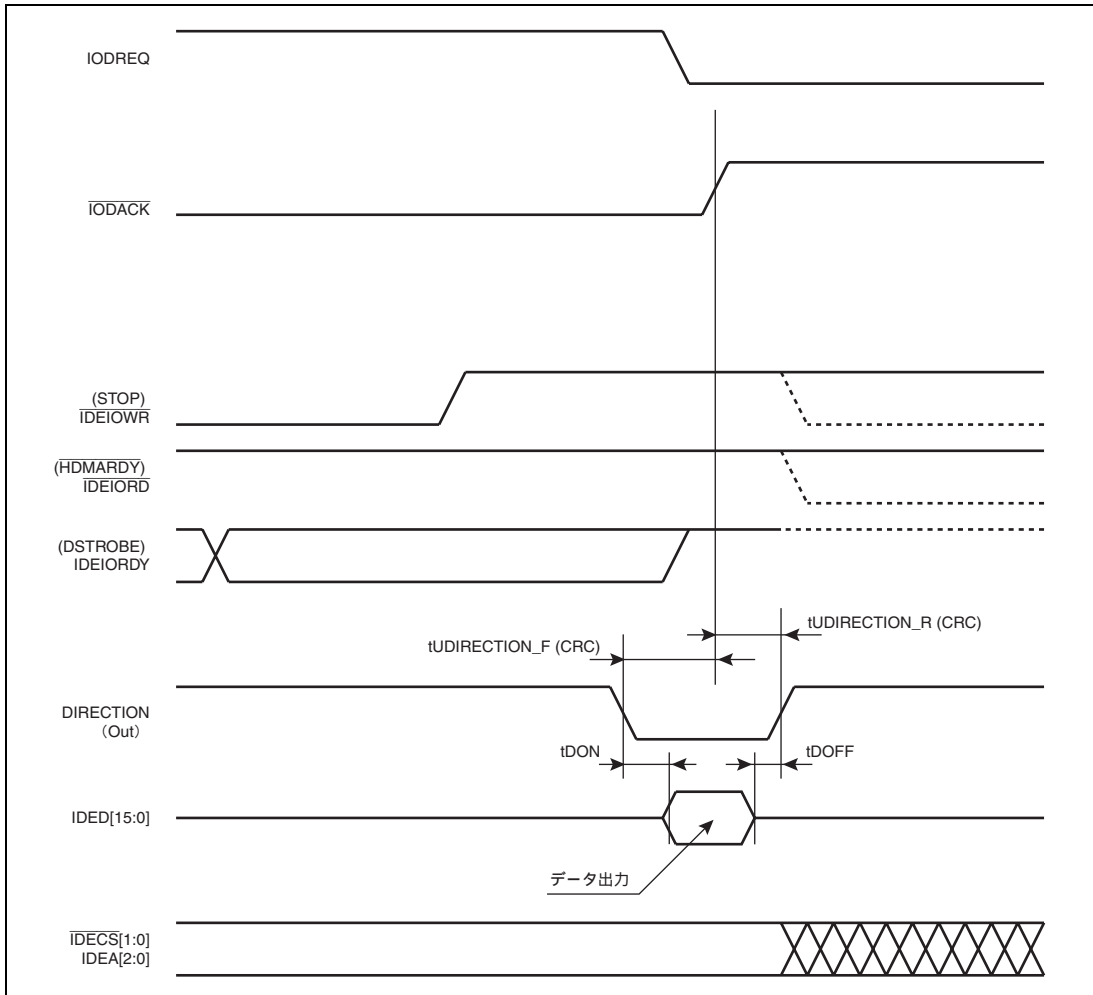 IODREQ
IODACK
(STOP)
IDEIOWR
(HDMARDY)
IDEIORD
(DSTROBE)
IDEIORDY
tUDIRECTION_R (CRC)
tUDIRECTION_F (CRC)
DIRECTION
（Out）
tDON
tDOFF
IDED[15:0]
データ出力
IDECS[1:0]
IDEA[2:0]